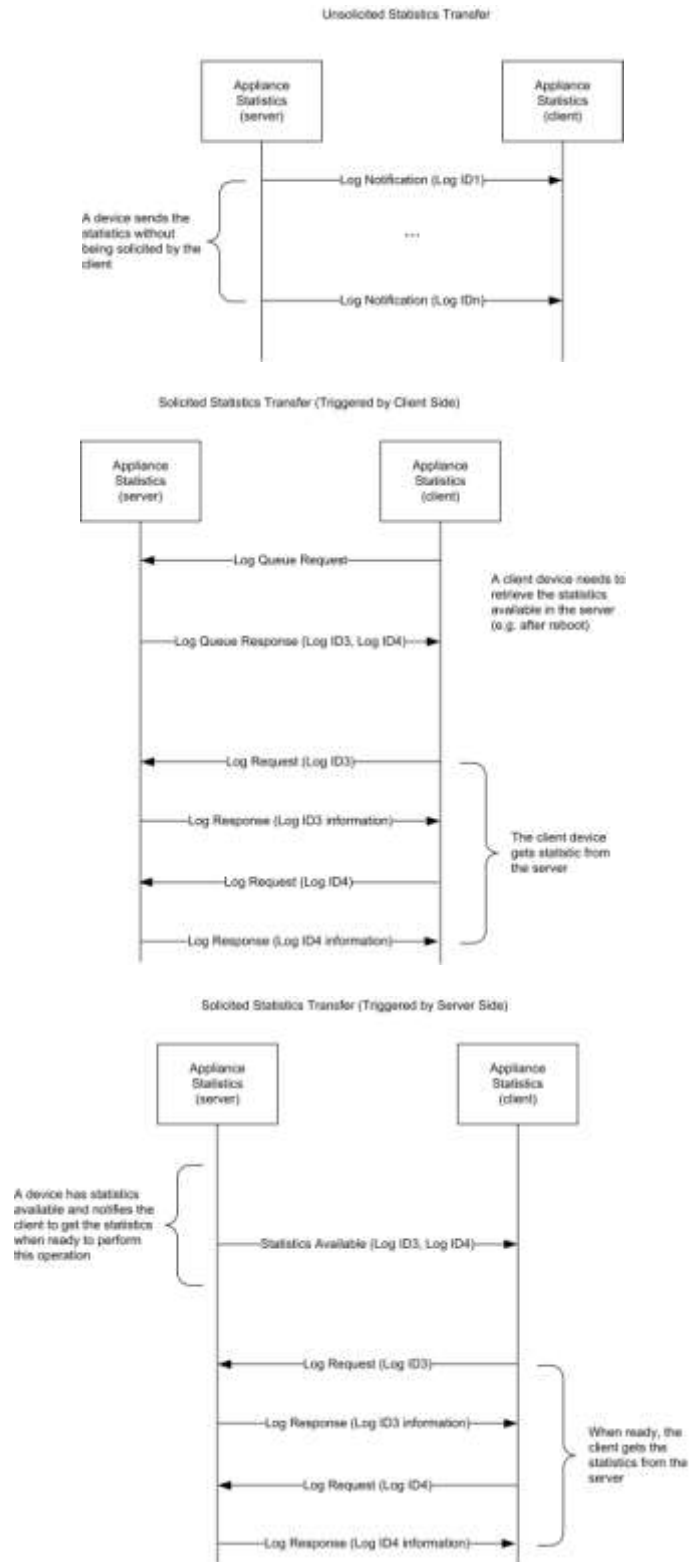 Unsolicited Statistics Transfer
Appliance
Statistics
(server)
Appliance
Statistics
(client)
Log Notification (Log ID1)
A device sends the
statistics without
being solicited by the
client
...
Log Notification (Log IDn)
Solicited Statistics Transfer (Triggered by Client Side)
Appliance
Statistics
(server)
Appliance
Statistics
(client)
Log Queue Request
A client device needs to
retrieve the statistics
available in the server
(e.g. after reboot)
Log Queue Response (Log ID3, Log ID4)
Log Request (Log ID3)
Log Response (Log ID3 information)
The client device
gets statistic from
the server
Log Request (Log ID4)
Log Response (Log ID4 information)
Solicited Statistics Transfer (Triggered by Server Side)
Appliance
Statistics
(server)
Appliance
Statistics
(client)
A device has statistics
available and notifies the
client to get the statistics
when ready to perform
this operation
Statistics Available (Log ID3, Log ID4)
Log Request (Log ID3)
Log Response (Log ID3 information)
When ready, the
client gets the
statistics from the
server
Log Request (Log ID4)
Log Response (Log ID4 information)